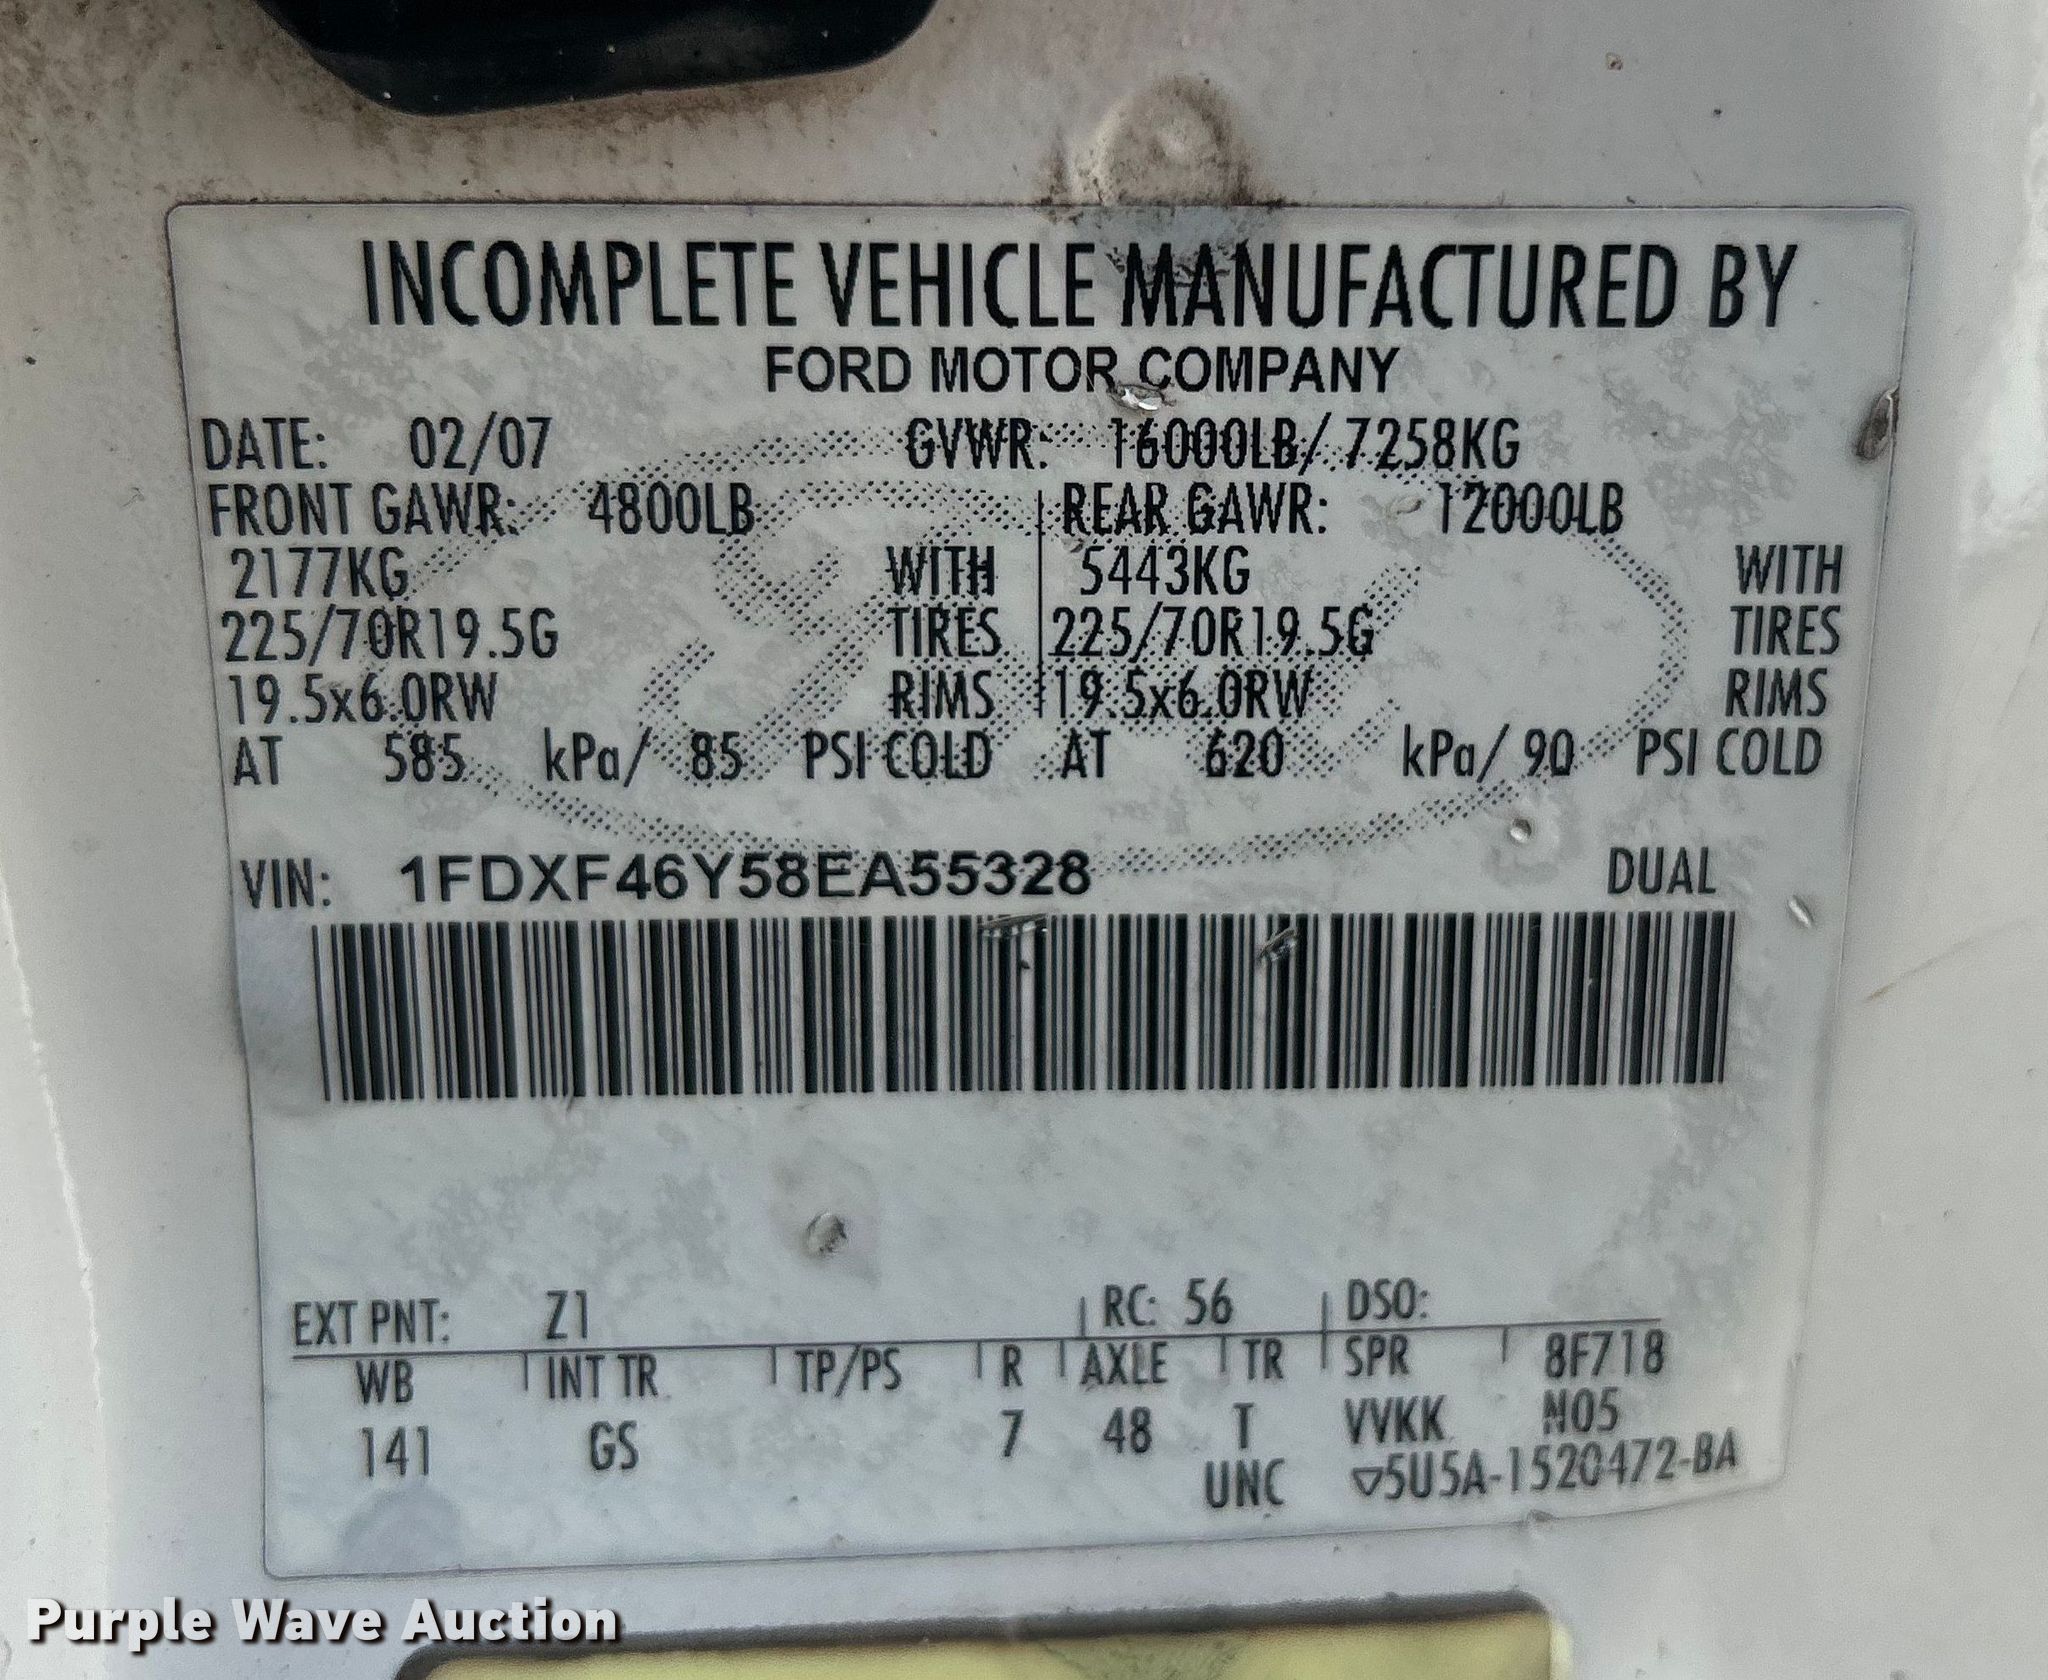 INCOMPLETE VEHICLE MANUFACTURED BY
FORD MOTOR COMPANY
DATE: 02/07 GVWR: 16000LB/ 7258KG
FRONT GAWR: 4800LB REAR GAWR: 12000LB
2177KG WITH 5443KG WITH
225/70R19.5G TIRES 225/70R19.5G TIRES
19.5x6.0RW RIMS 19.5x6.0RW RIMS
AT 585 kPa/ 85 PSI COLD AT 620 kPa/ 90 PSI COLD
VIN: 1FDXF46Y58EA55328 DUAL
EXT PNT: Z1 RC: 56 DSO:
WB INT TR TP/PS R AXLE TR SPR 8F718
141 GS 7 48 T VVKK N05
UNC ▽5U5A-1520472-BA
Purple Wave Auction